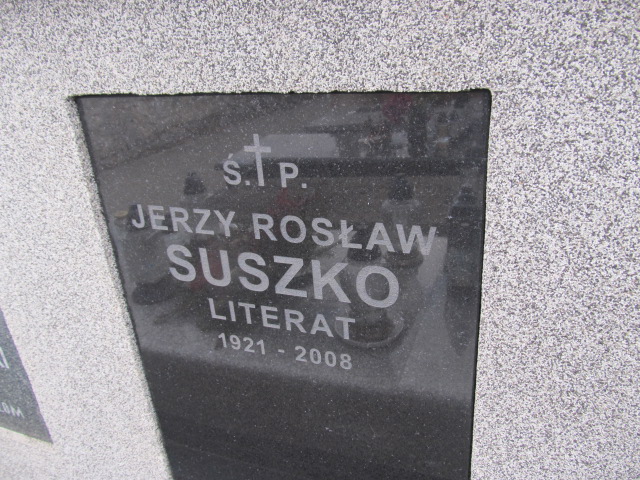 Ś. P.
JERZY ROSŁAW
SUSZKO
LITERAT
1921 - 2008